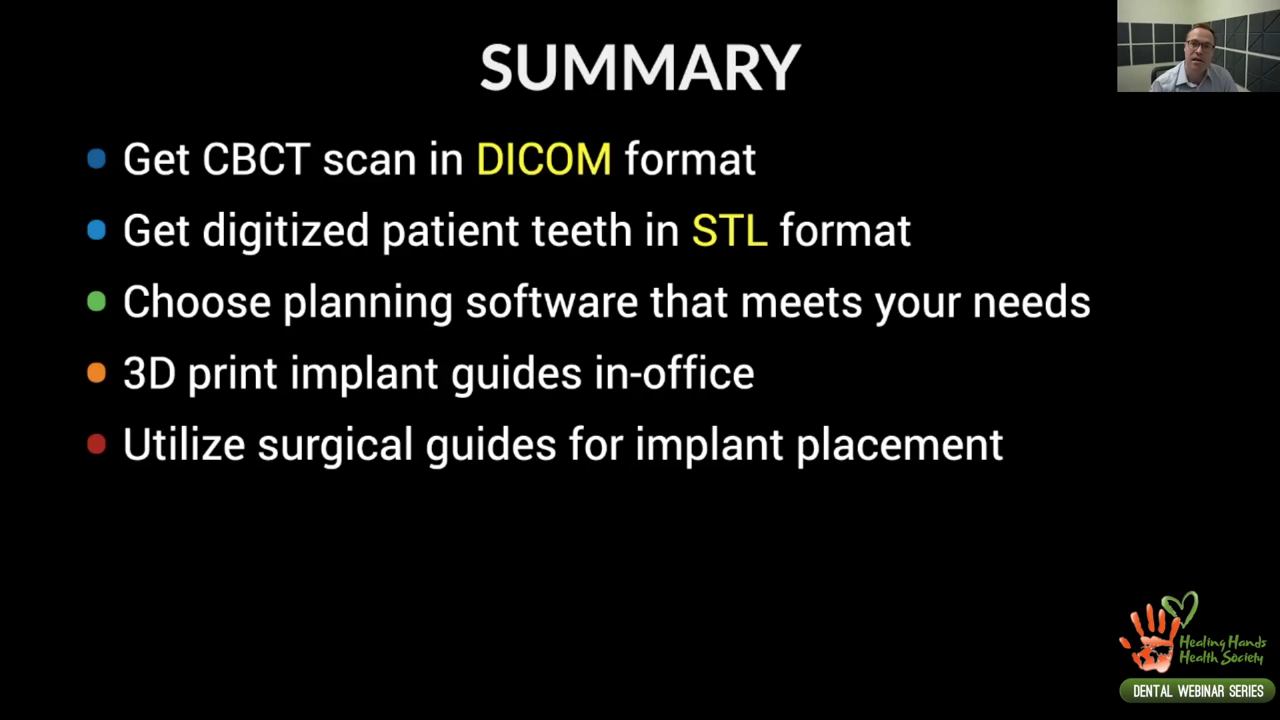 SUMMARY
Get CBCT scan in DICOM format
Get digitized patient teeth in STL format
Choose planning software that meets your needs
3D print implant guides in-office
Utilize surgical guides for implant placement
Healing Hands
Health Society
DENTAL WEBINAR SERIES